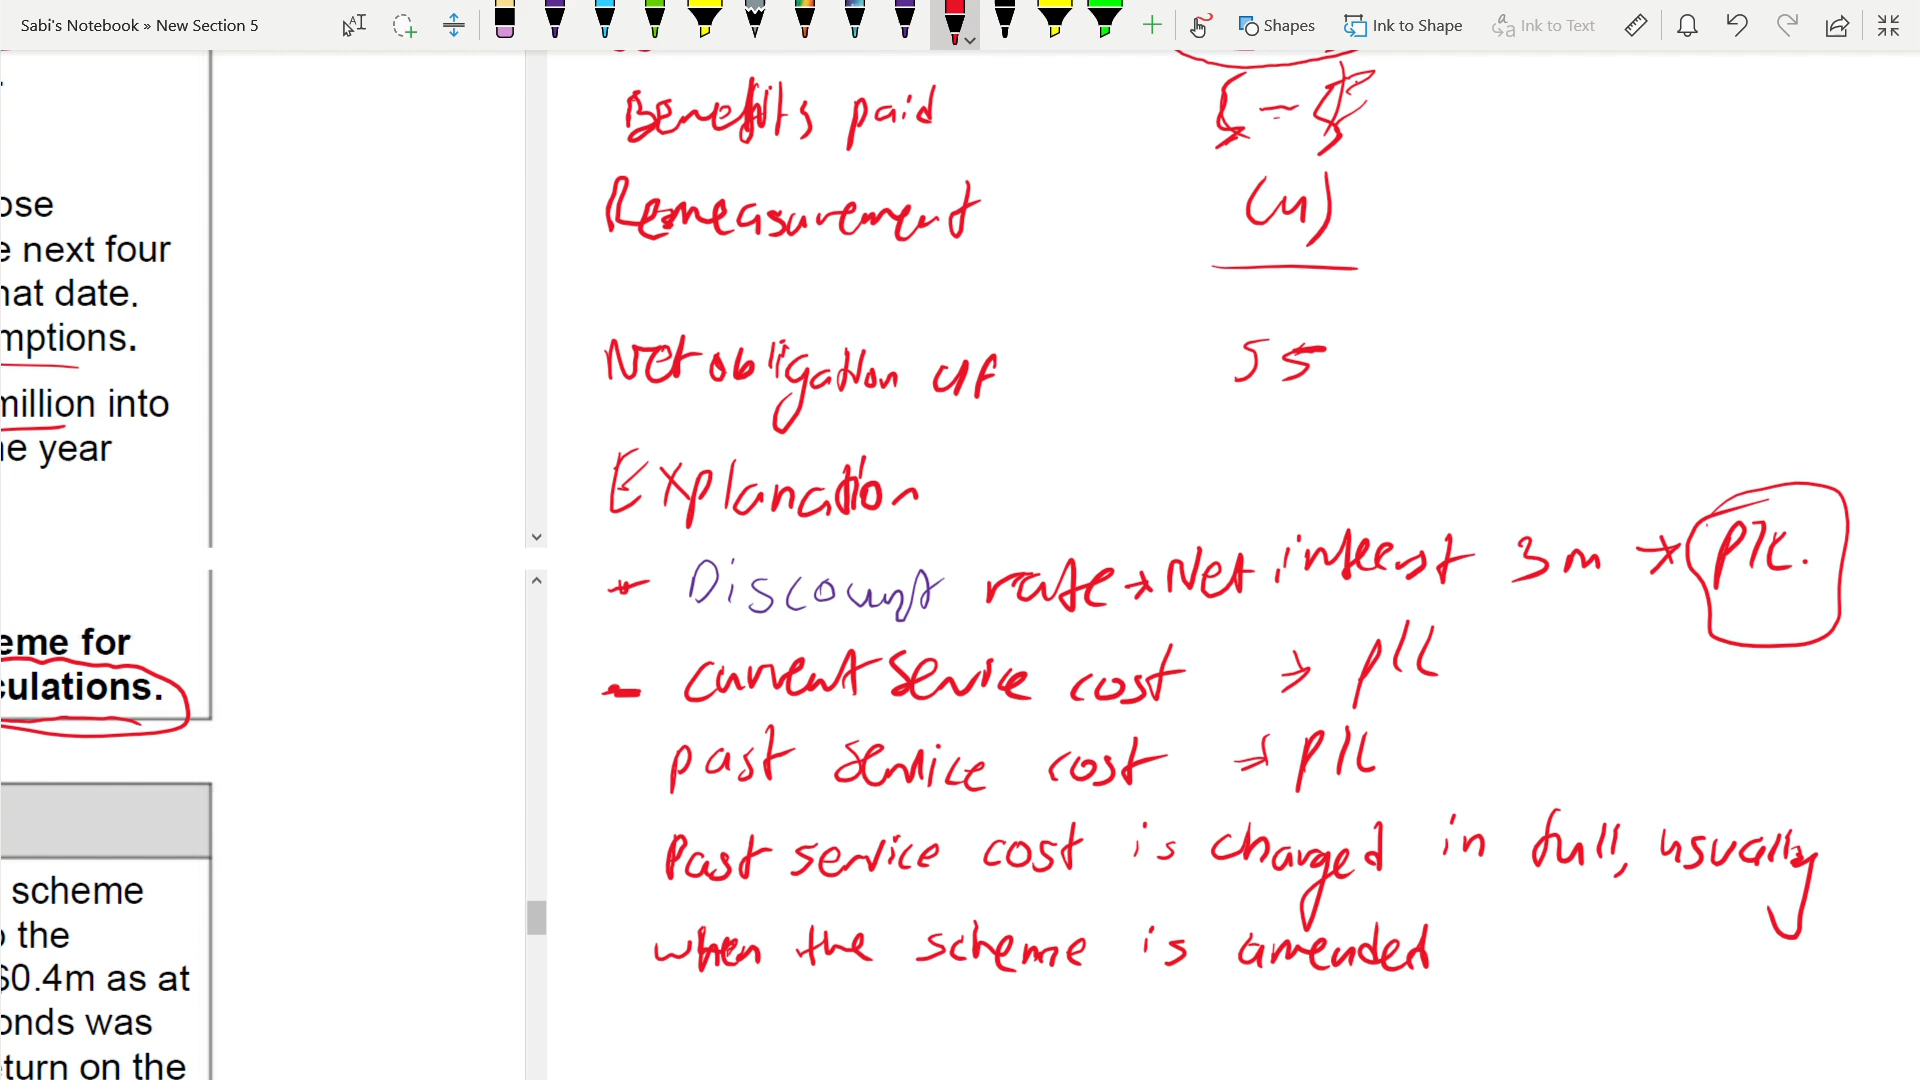 Sabi's Notebook » New Section 5
Shapes
Ink to Shape
Ink to Text
ose
e next four
hat date.
mptions.
million into
he year
eme for
culations.
scheme
o the
$0.4m as at
onds was
eturn on the
Benefits paid
Remeasurement
Net obligation c/f 55
Explanation
Discount rate → Net interest 3m → P/L.
- current service cost → P/L
past service cost → P/L
Past service cost is charged in full, usually
when the scheme is amended